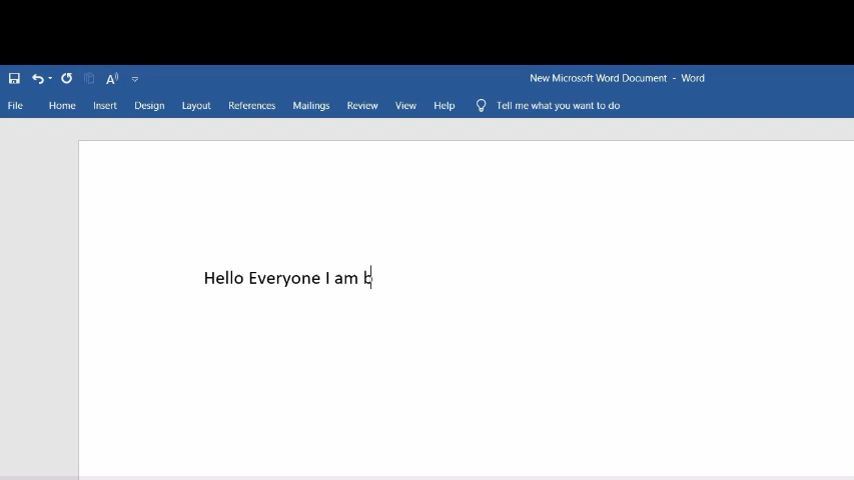 New Microsoft Word Document - Word
File Home Insert Design Layout References Mailings Review View Help Tell me what you want to do
Hello Everyone I am b